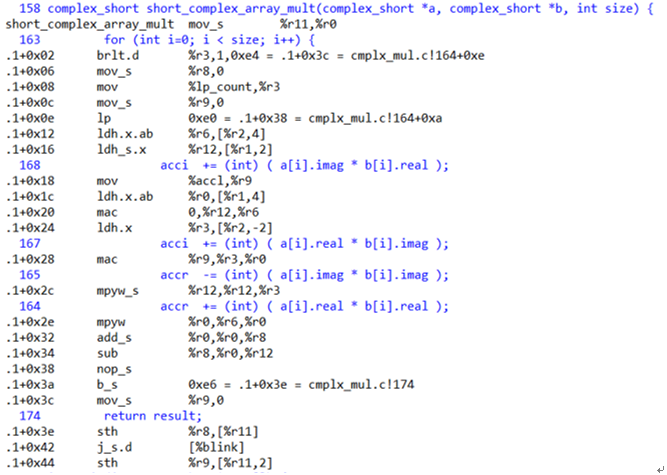 158 complex_short short_complex_array_mult(complex_short *a, complex_short *b, int size) {
short_complex_array_mult mov_s %r11,%r0
163 for (int i=0; i < size; i++) {
.1+0x02 brlt.d %r3,1,0xe4 = .1+0x3c = cmplx_mul.c!164+0xe
.1+0x06 mov_s %r8,0
.1+0x08 mov %lp_count,%r3
.1+0x0c mov_s %r9,0
.1+0x0e lp 0xe0 = .1+0x38 = cmplx_mul.c!164+0xa
.1+0x12 ldh.x.ab %r6,[%r2,4]
.1+0x16 ldh_s.x %r12,[%r1,2]
168 acci += (int) ( a[i].imag * b[i].real );
.1+0x18 mov %accl,%r9
.1+0x1c ldh.x.ab %r0,[%r1,4]
.1+0x20 mac 0,%r12,%r6
.1+0x24 ldh.x %r3,[%r2,-2]
167 acci += (int) ( a[i].real * b[i].imag );
.1+0x28 mac %r9,%r3,%r0
165 accr -= (int) ( a[i].imag * b[i].imag );
.1+0x2c mpyw_s %r12,%r12,%r3
164 accr += (int) ( a[i].real * b[i].real );
.1+0x2e mpyw %r0,%r6,%r0
.1+0x32 add_s %r0,%r0,%r8
.1+0x34 sub %r8,%r0,%r12
.1+0x38 nop_s
.1+0x3a b_s 0xe6 = .1+0x3e = cmplx_mul.c!174
.1+0x3c mov_s %r9,0
174 return result;
.1+0x3e sth %r8,[%r11]
.1+0x42 j_s.d [%blink]
.1+0x44 sth %r9,[%r11,2]